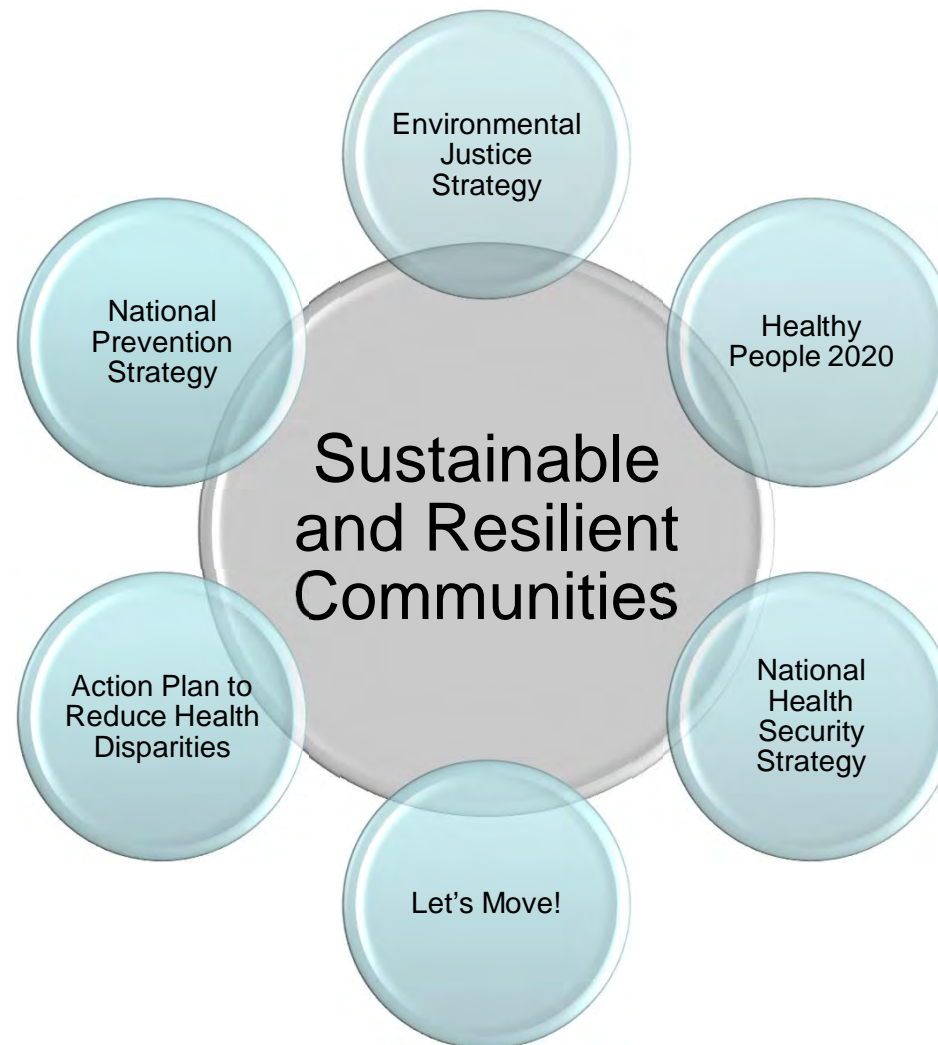 Environmental
Justice
Strategy
National
Prevention
Strategy
Healthy
People 2020
Sustainable
and Resilient
Communities
Action Plan to
Reduce Health
Disparities
National
Health
Security
Strategy
Let's Move!